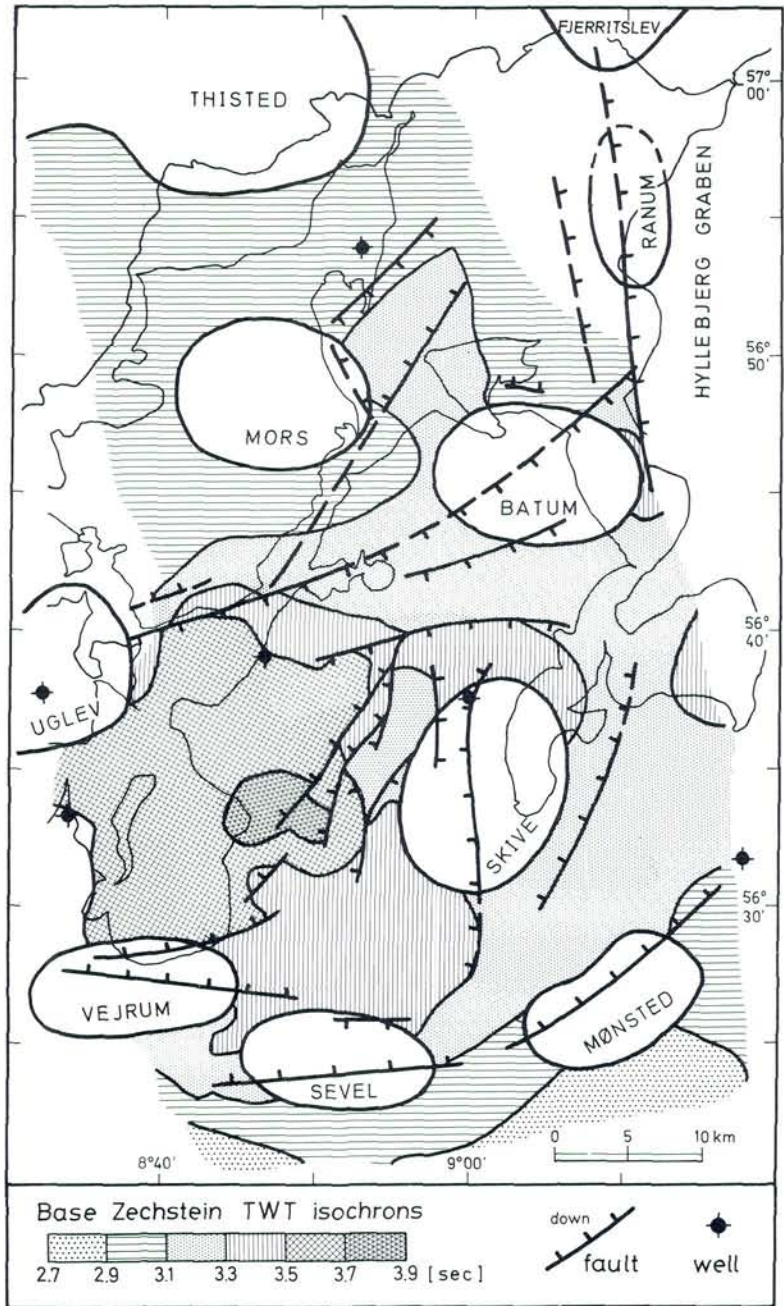 FJERRITSLEV
57°
00'
THISTED
RANUM
HYLLEBJERG GRABEN
56°
50'
MORS
BATUM
56°
40'
UGLEV
SKIVE
56°
30'
VEJRUM
MØNSTED
SEVEL
0 5 10 km
8°40' 9°00'
Base Zechstein TWT isochrons
down
fault
well
2.7 2.9 3.1 3.3 3.5 3.7 3.9 [sec]